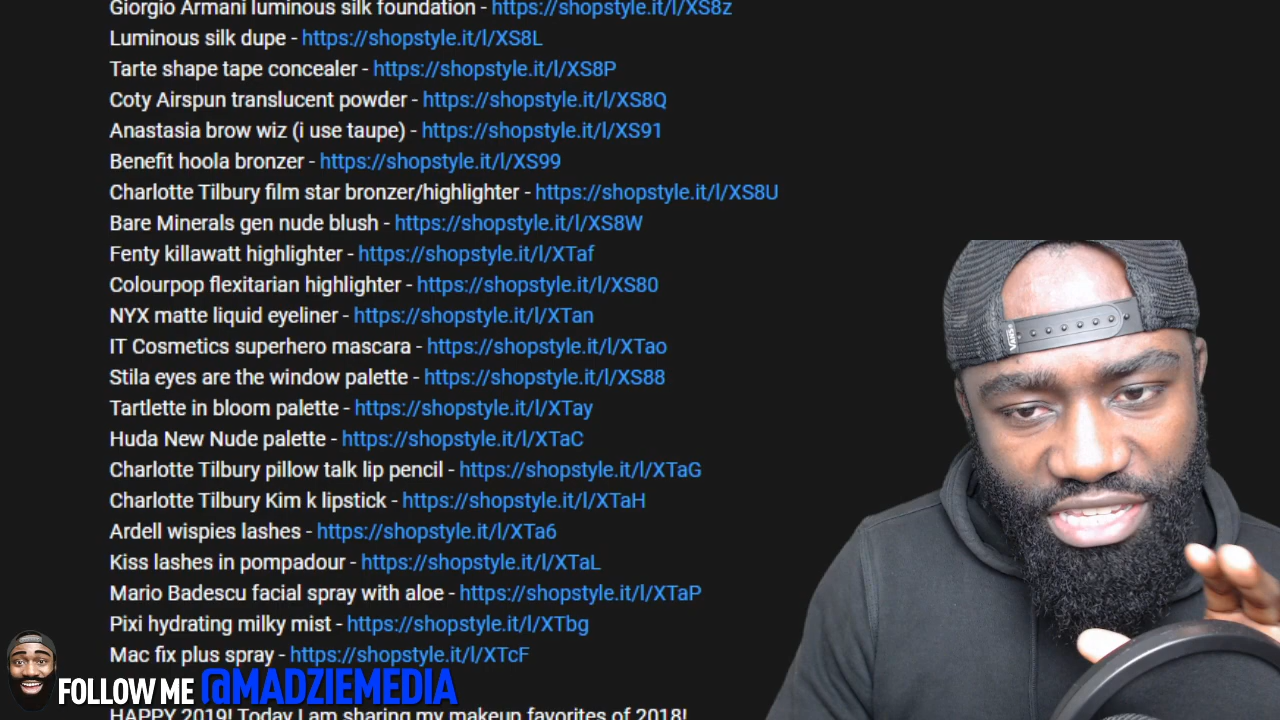 Giorgio Armani luminous silk foundation - https://shopstyle.it/l/XS8z
Luminous silk dupe - https://shopstyle.it/l/XS8L
Tarte shape tape concealer - https://shopstyle.it/l/XS8P
Coty Airspun translucent powder - https://shopstyle.it/l/XS8Q
Anastasia brow wiz (i use taupe) - https://shopstyle.it/l/XS91
Benefit hoola bronzer - https://shopstyle.it/l/XS99
Charlotte Tilbury film star bronzer/highlighter - https://shopstyle.it/l/XS8U
Bare Minerals gen nude blush - https://shopstyle.it/l/XS8W
Fenty killawatt highlighter - https://shopstyle.it/l/XTaf
Colourpop flexitarian highlighter - https://shopstyle.it/l/XS80
NYX matte liquid eyeliner - https://shopstyle.it/l/XTan
IT Cosmetics superhero mascara - https://shopstyle.it/l/XTao
Stila eyes are the window palette - https://shopstyle.it/l/XS88
Tartlette in bloom palette - https://shopstyle.it/l/XTay
Huda New Nude palette - https://shopstyle.it/l/XTaC
Charlotte Tilbury pillow talk lip pencil - https://shopstyle.it/l/XTaG
Charlotte Tilbury Kim k lipstick - https://shopstyle.it/l/XTaH
Ardell wispies lashes - https://shopstyle.it/l/XTa6
Kiss lashes in pompadour - https://shopstyle.it/l/XTaL
Mario Badescu facial spray with aloe - https://shopstyle.it/l/XTaP
Pixi hydrating milky mist - https://shopstyle.it/l/XTbg
Mac fix plus spray - https://shopstyle.it/l/XTcF
FOLLOW ME @MADZIEMEDIA
HAPPY 2019! Today I am sharing my makeup favorites of 2018!